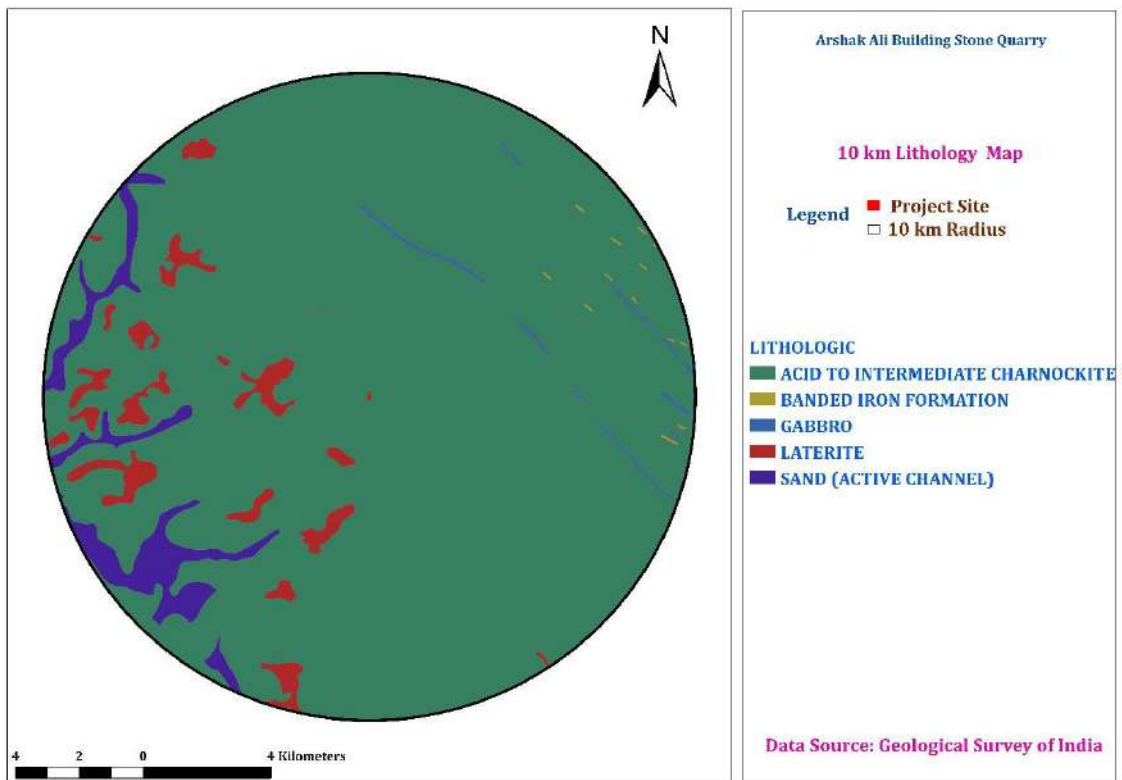 N
4 2 0 4 Kilometers
Arshak Ali Building Stone Quarry
10 km Lithology Map
Legend
Project Site
10 km Radius
LITHOLOGIC
ACID TO INTERMEDIATE CHARNOCKITE
BANDED IRON FORMATION
GABBRO
LATERITE
SAND (ACTIVE CHANNEL)
Data Source: Geological Survey of India